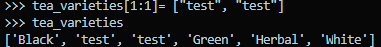 >>> tea_varieties[1:1]= ["test", "test"]
>>> tea_varieties
['Black', 'test', 'test', 'Green', 'Herbal', 'White']